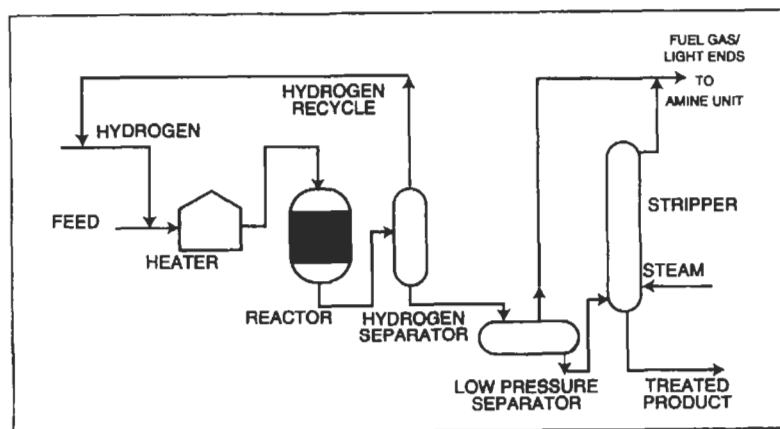 FUEL GAS/
LIGHT ENDS
TO
AMINE UNIT
HYDROGEN
RECYCLE
HYDROGEN
STRIPPER
FEED
HEATER
STEAM
REACTOR
HYDROGEN
SEPARATOR
LOW PRESSURE
SEPARATOR
TREATED
PRODUCT